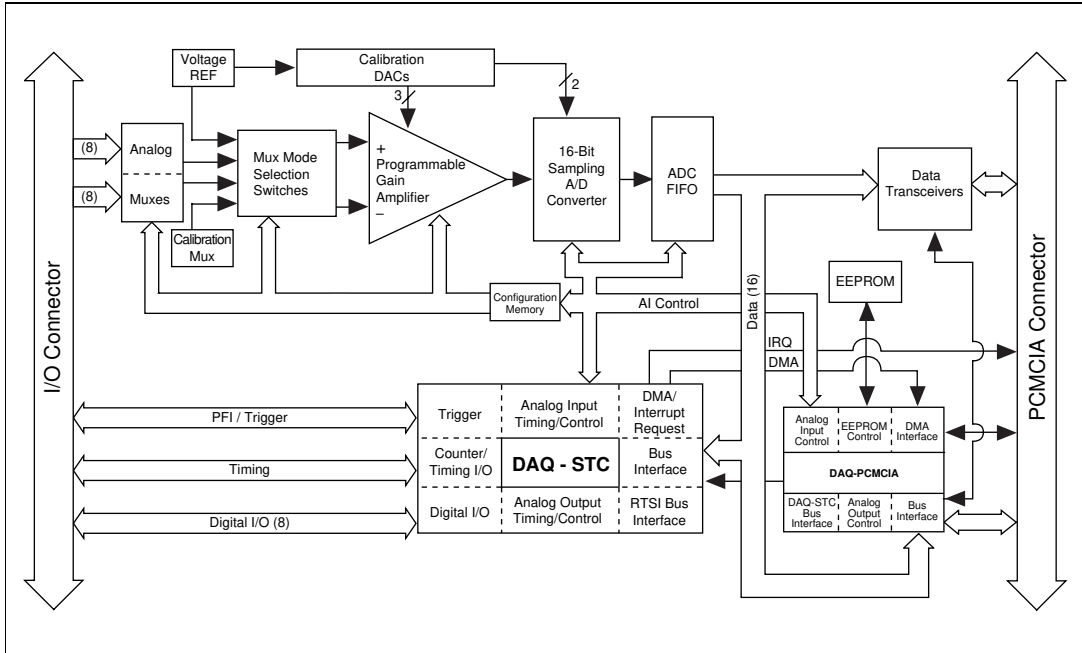 Voltage
REF
Calibration
DACs
3
2
(8)
(8)
Analog
Muxes
Mux Mode
Selection
Switches
+
Programmable
Gain
Amplifier
–
16-Bit
Sampling
A/D
Converter
ADC
FIFO
Data
Transceivers
Calibration
Mux
EEPROM
Configuration
Memory
AI Control
Data (16)
IRQ
DMA
I/O Connector
PCMCIA Connector
PFI / Trigger
Timing
Digital I/O (8)
Trigger
Analog Input
Timing/Control
DMA/
Interrupt
Request
Counter/
Timing I/O
DAQ - STC
Bus
Interface
Digital I/O
Analog Output
Timing/Control
RTSI Bus
Interface
Analog
Input
Control
EEPROM
Control
DMA
Interface
DAQ-PCMCIA
DAQ-STC
Bus
Interface
Analog
Output
Control
Bus
Interface